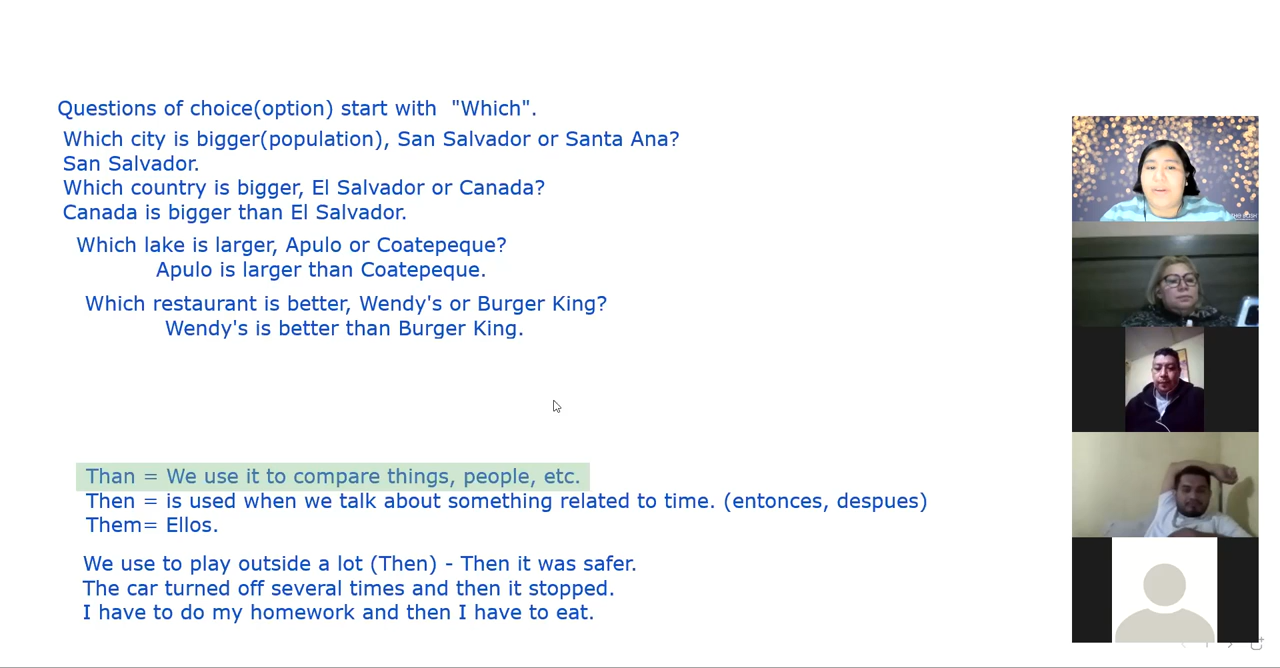 Questions of choice(option) start with "Which".
Which city is bigger(population), San Salvador or Santa Ana?
San Salvador.
Which country is bigger, El Salvador or Canada?
Canada is bigger than El Salvador.
Which lake is larger, Apulo or Coatepeque?
Apulo is larger than Coatepeque.
Which restaurant is better, Wendy's or Burger King?
Wendy's is better than Burger King.
Than = We use it to compare things, people, etc.
Then = is used when we talk about something related to time. (entonces, despues)
Them= Ellos.
We use to play outside a lot (Then) - Then it was safer.
The car turned off several times and then it stopped.
I have to do my homework and then I have to eat.